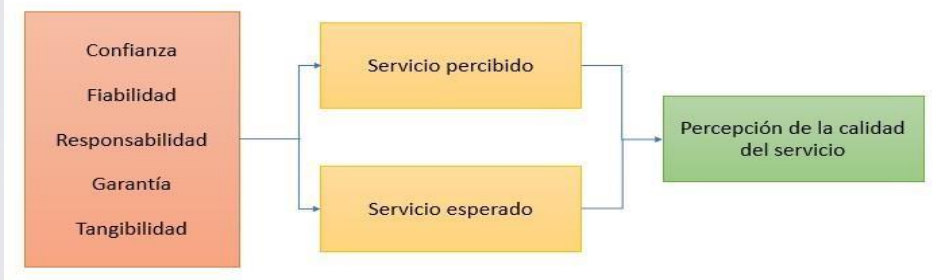 Confianza
Fiabilidad
Responsabilidad
Garantía
Tangibilidad
Servicio percibido
Servicio esperado
Percepción de la calidad
del servicio